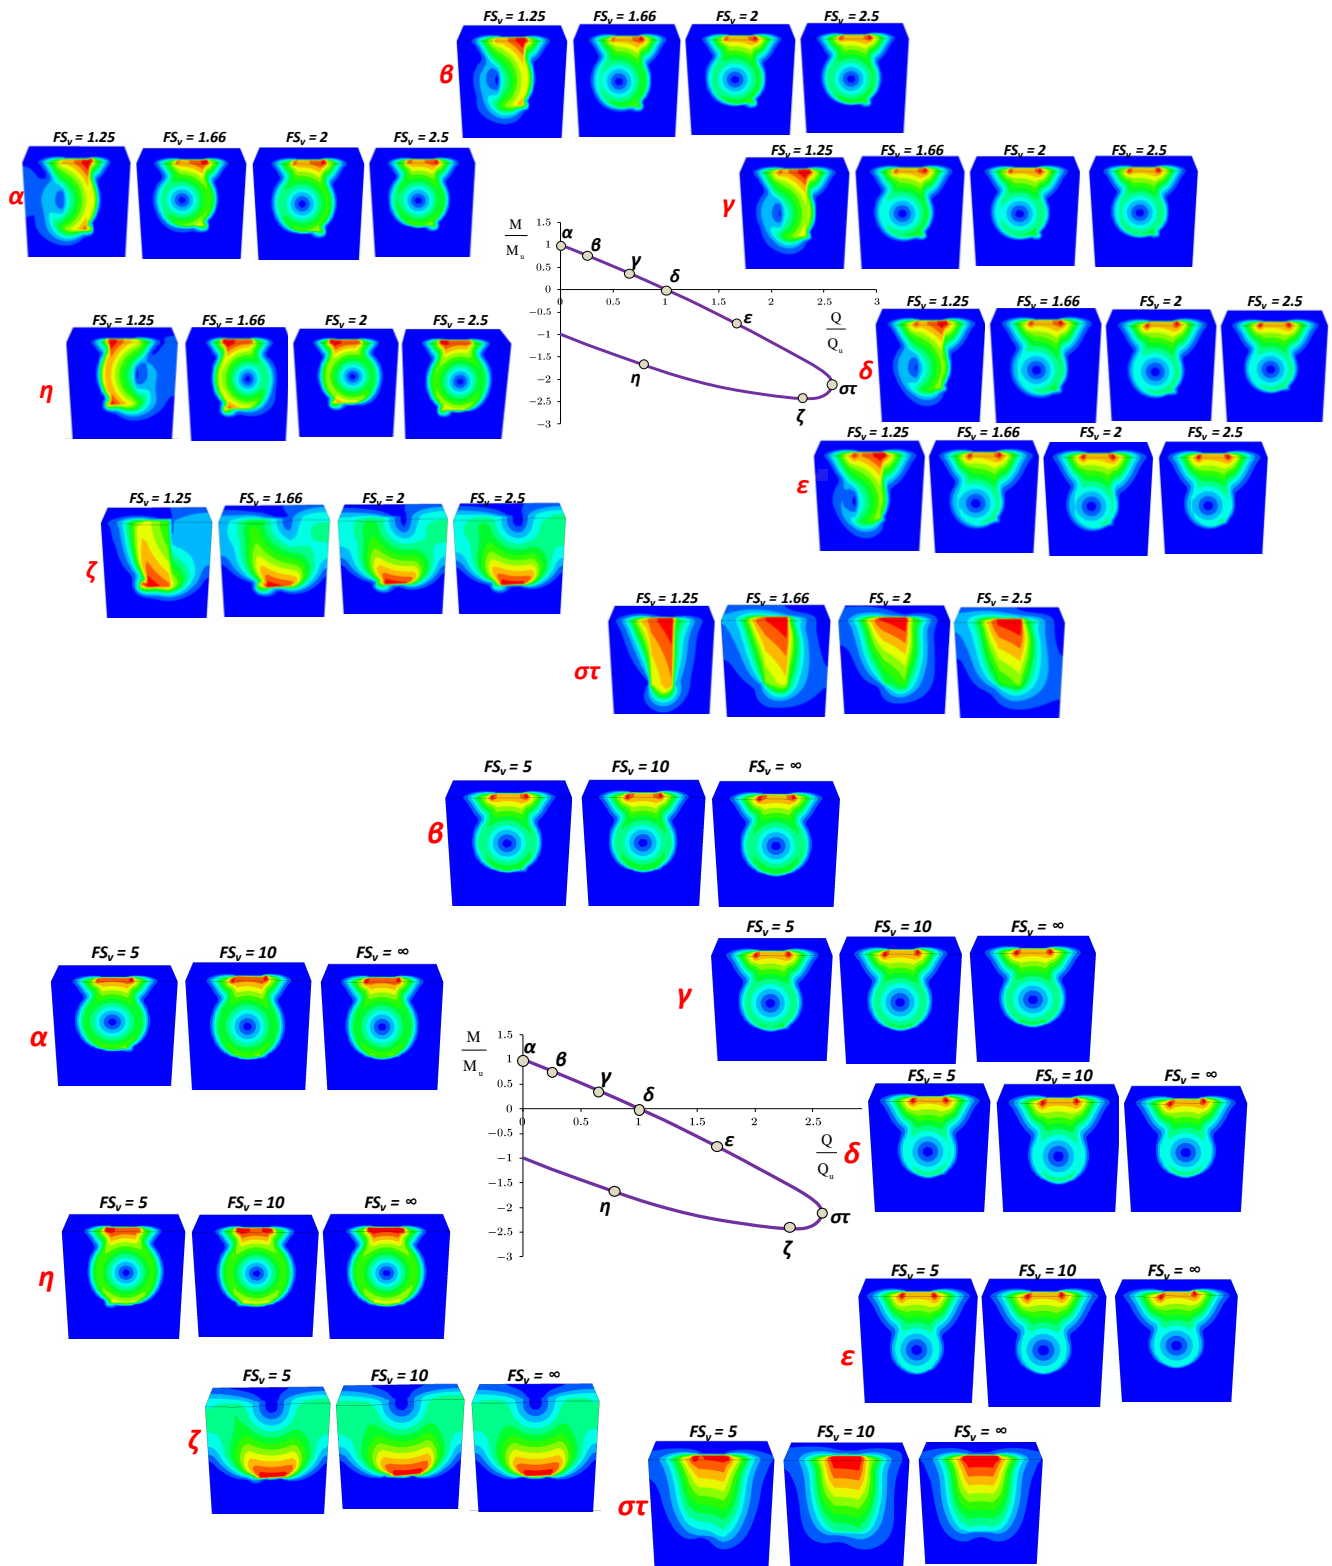 FSv = 1.25 FSv = 1.66 FSv = 2 FSv = 2.5
β
FSv = 1.25 FSv = 1.66 FSv = 2 FSv = 2.5
α
FSv = 1.25 FSv = 1.66 FSv = 2 FSv = 2.5
γ
M
Mu
1.5
1
0.5
0
−0.5
−1
−1.5
−2
−2.5
−3
0 0.5 1 1.5 2 2.5 3
Q
Qu
α
β
γ
δ
ε
στ
ζ
η
FSv = 1.25 FSv = 1.66 FSv = 2 FSv = 2.5
δ
FSv = 1.25 FSv = 1.66 FSv = 2 FSv = 2.5
η
FSv = 1.25 FSv = 1.66 FSv = 2 FSv = 2.5
ε
FSv = 1.25 FSv = 1.66 FSv = 2 FSv = 2.5
ζ
FSv = 1.25 FSv = 1.66 FSv = 2 FSv = 2.5
στ
FSv = 5 FSv = 10 FSv = ∞
β
FSv = 5 FSv = 10 FSv = ∞
γ
FSv = 5 FSv = 10 FSv = ∞
α
M
Mu
1.5
1
0.5
0
−0.5
−1
−1.5
−2
−2.5
−3
0 0.5 1 1.5 2 2.5
Q
Qu
α
β
γ
δ
ε
στ
ζ
η
FSv = 5 FSv = 10 FSv = ∞
δ
FSv = 5 FSv = 10 FSv = ∞
η
FSv = 5 FSv = 10 FSv = ∞
ε
FSv = 5 FSv = 10 FSv = ∞
ζ
FSv = 5 FSv = 10 FSv = ∞
στ